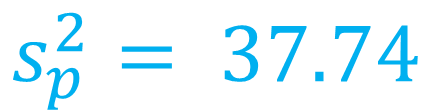 $s_p^2 = 37.74$